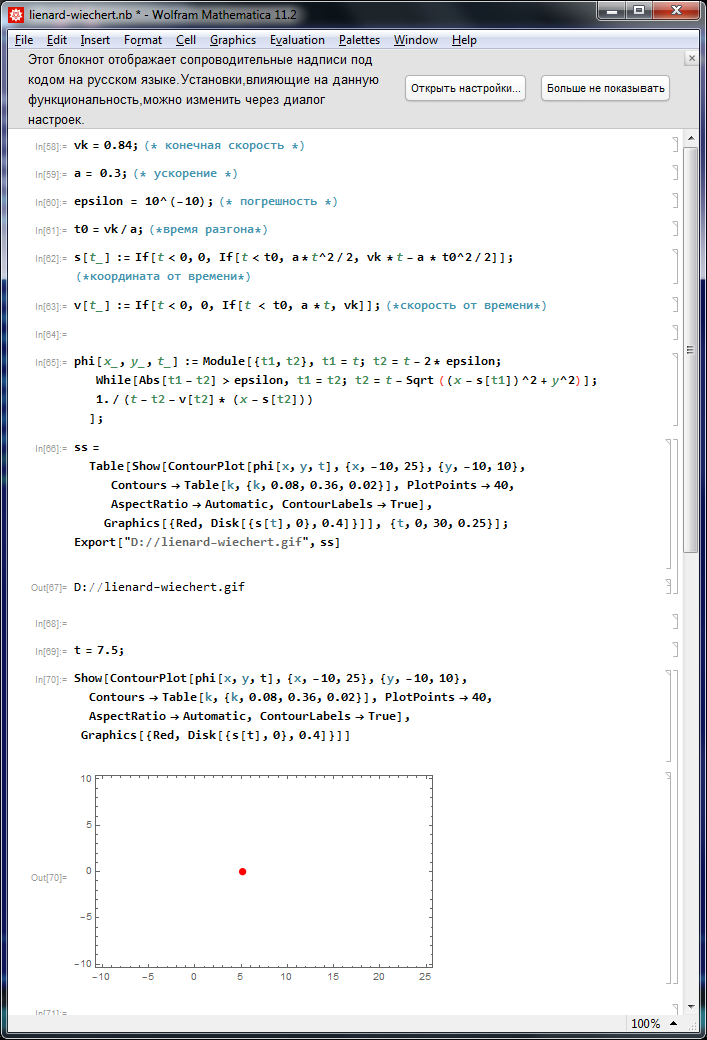 lienard-wiechert.nb * - Wolfram Mathematica 11.2
File Edit Insert Format Cell Graphics Evaluation Palettes Window Help
Этот блокнот отображает сопроводительные надписи под
кодом на русском языке.Установки,влияющие на данную
функциональность,можно изменить через диалог
настроек.
Открыть настройки...
Больше не показывать
In[58]:= vk = 0.84; (* конечная скорость *)
In[59]:= a = 0.3; (* ускорение *)
In[60]:= epsilon = 10^(-10); (* погрешность *)
In[61]:= t0 = vk / a; (*время разгона*)
In[62]:= s[t_] := If[t < 0, 0, If[t < t0, a * t^2 / 2, vk * t - a * t0^2 / 2]];
(*координата от времени*)
In[63]:= v[t_] := If[t < 0, 0, If[t < t0, a * t, vk]]; (*скорость от времени*)
In[64]:=
In[65]:= phi[x_, y_, t_] := Module[{t1, t2}, t1 = t; t2 = t - 2 * epsilon;
While[Abs[t1 - t2] > epsilon, t1 = t2; t2 = t - Sqrt ((x - s[t1])^2 + y^2)];
1. / (t - t2 - v[t2] * (x - s[t2]))
];
In[66]:= ss =
Table[Show[ContourPlot[phi[x, y, t], {x, -10, 25}, {y, -10, 10},
Contours → Table[k, {k, 0.08, 0.36, 0.02}], PlotPoints → 40,
AspectRatio → Automatic, ContourLabels → True],
Graphics[{Red, Disk[{s[t], 0}, 0.4]}]], {t, 0, 30, 0.25}];
Export["D://lienard-wiechert.gif", ss]
Out[67]= D://lienard-wiechert.gif
In[68]:=
In[69]:= t = 7.5;
In[70]:= Show[ContourPlot[phi[x, y, t], {x, -10, 25}, {y, -10, 10},
Contours → Table[k, {k, 0.08, 0.36, 0.02}], PlotPoints → 40,
AspectRatio → Automatic, ContourLabels → True],
Graphics[{Red, Disk[{s[t], 0}, 0.4]}]]
10
5
Out[70]= 0
-5
-10
-10 -5 0 5 10 15 20 25
In[71]:=
100%